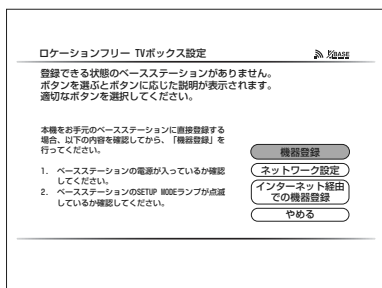 ロケーションフリー TVボックス設定
登録できる状態のベースステーションがありません。
ボタンを選ぶとボタンに応じた説明が表示されます。
適切なボタンを選択してください。
本機をお手元のベースステーションに直接登録する
場合、以下の内容を確認してから、「機器登録」を
行ってください。
1. ベースステーションの電源が入っているか確認
してください。
2. ベースステーションのSETUP MODEランプが点滅
しているか確認してください。
機器登録
ネットワーク設定
インターネット経由
での機器登録
やめる